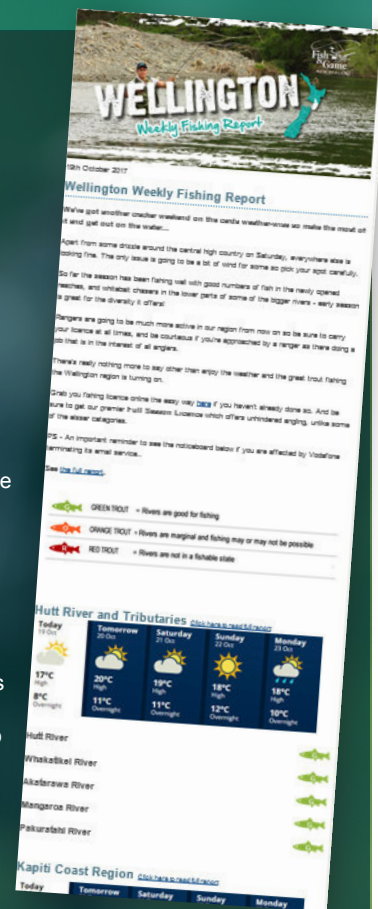 Fish & Game
WELLINGTON
Weekly Fishing Report
19th October 2017
Wellington Weekly Fishing Report
We've got another cracker weekend on the cards weather-wise so make the most of
it and get out on the water...
Apart from some drizzle around the central high country on Saturday, everywhere else is
looking fine. The only issue is going to be a bit of wind for some so pick your spot carefully.
So far the season has been fishing well with good numbers of fish in the newly opened
reaches, and whitebait chasers in the lower parts of some of the bigger rivers - early season
is great for the diversity it offers!
Rangers are going to be much more active in our region from now on so be sure to carry
your licence at all times, and be courteous if you're approached by a ranger as there doing a
job that is in the interest of all anglers.
There's really nothing more to say other than enjoy the weather and the great trout fishing
the Wellington region is turning on.
Grab you fishing licence online the easy way here if you haven't already done so. And be
sure to get our premier Full Season Licence which offers unhindered angling, unlike some
of the lesser categories.
PS - An important reminder to see the noticeboard below if you are affected by Vodafone
terminating its email service..
See the full report.
G GREEN TROUT = Rivers are good for fishing
O ORANGE TROUT = Rivers are marginal and fishing may or may not be possible
R RED TROUT = Rivers are not in a fishable state
e
Hutt River and Tributaries Click here to read full report
Today Tomorrow Saturday Sunday Monday
19 Oct 20 Oct 21 Oct 22 Oct 23 Oct
17°C 20°C 19°C 18°C 18°C
High High High High High
8°C 11°C 11°C 12°C 10°C
Overnight Overnight Overnight Overnight Overnight
s
Hutt River G
Whakatikei River G
Akatarawa River G
Mangaroa River G
Pakuratahi River G
Kapiti Coast Region Click here to read full report
Today Tomorrow Saturday Sunday Monday